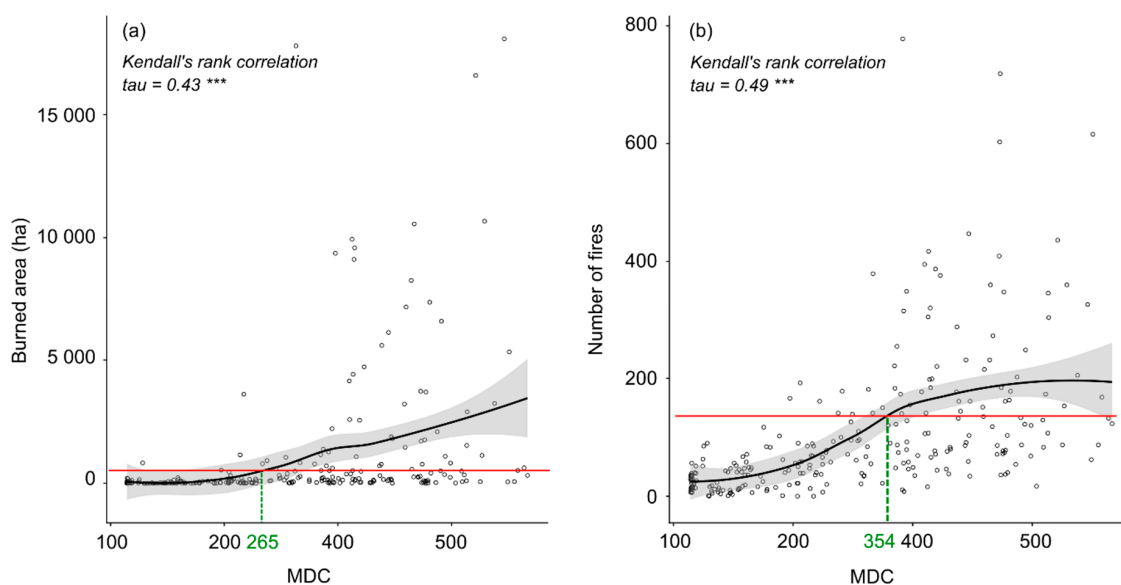 (a)
Kendall's rank correlation
tau = 0.43 ***
15 000
10 000
5 000
0
Burned area (ha)
100
200
265
400
500
MDC
(b)
Kendall's rank correlation
tau = 0.49 ***
800
600
400
200
0
Number of fires
100
200
354
400
500
MDC